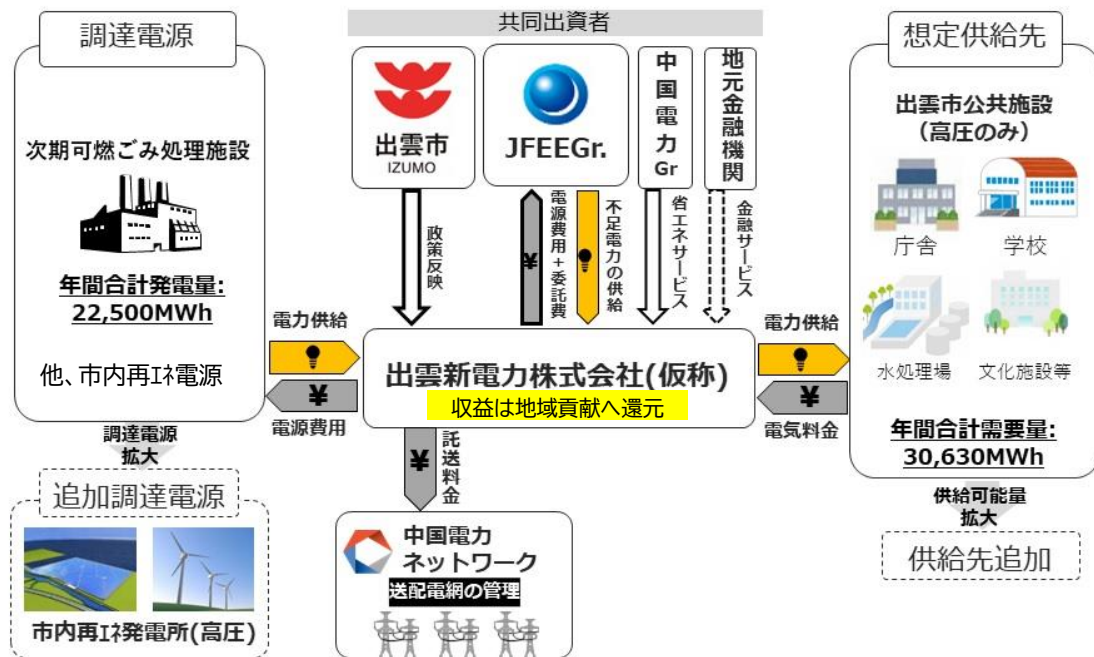 調達電源
次期可燃ごみ処理施設
年間合計発電量:
22,500MWh
他、市内再エネ電源
調達電源
拡大
追加調達電源
市内再エネ発電所(高圧)
共同出資者
出雲市
IZUMO
JFEEGr.
中国電力Gr
地元金融機関
政策反映
¥
電源費用+委託費
不足電力の供給
省エネサービス
金融サービス
電力供給
¥
電源費用
出雲新電力株式会社(仮称)
収益は地域貢献へ還元
電力供給
¥
電気料金
¥
託送料金
中国電力
ネットワーク
送配電網の管理
想定供給先
出雲市公共施設
(高圧のみ)
庁舎
学校
水処理場
文化施設等
年間合計需要量:
30,630MWh
供給可能量
拡大
供給先追加